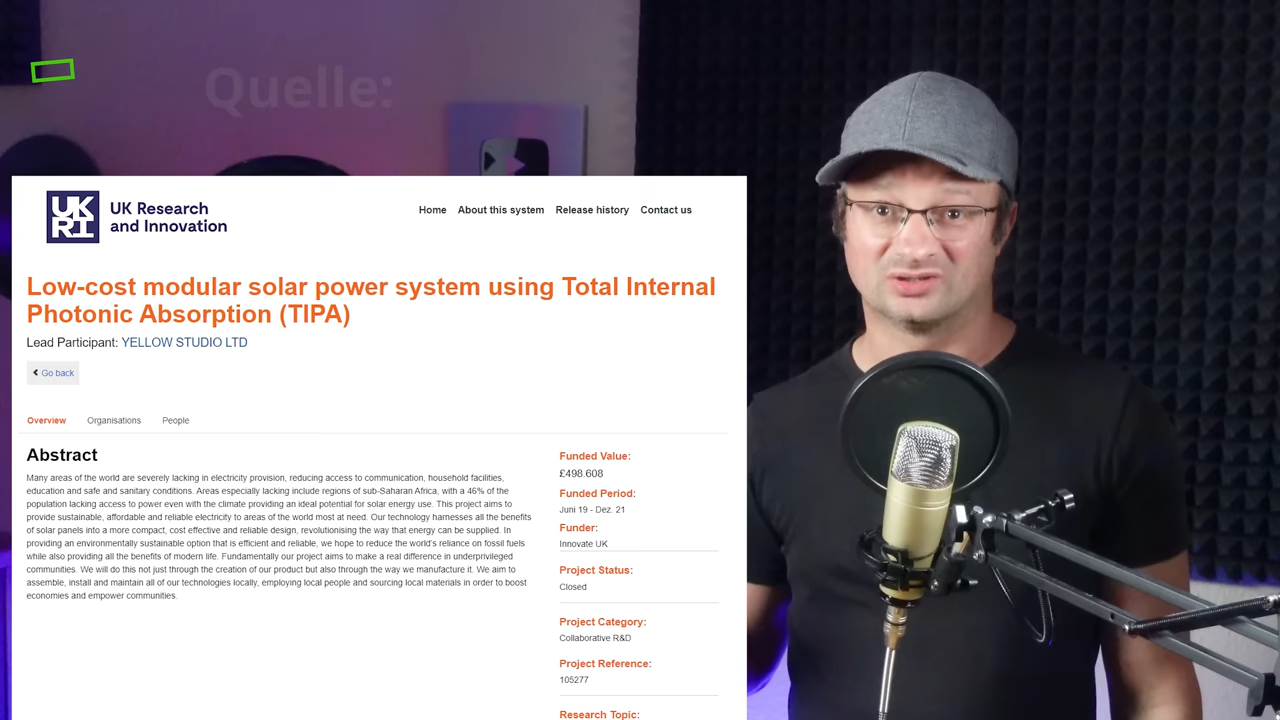 Quelle:
UK
RI
UK Research
and Innovation
Home About this system Release history Contact us
Low-cost modular solar power system using Total Internal
Photonic Absorption (TIPA)
Lead Participant: YELLOW STUDIO LTD
Go back
Overview Organisations People
Abstract
Many areas of the world are severely lacking in electricity provision, reducing access to communication, household facilities,
education and safe and sanitary conditions. Areas especially lacking include regions of sub-Saharan Africa, with a 46% of the
population lacking access to power even with the climate providing an ideal potential for solar energy use. This project aims to
provide sustainable, affordable and reliable electricity to areas of the world most at need. Our technology harnesses all the benefits
of solar panels into a more compact, cost effective and reliable design, revolutionising the way that energy can be supplied. In
providing an environmentally sustainable option that is efficient and reliable, we hope to reduce the world's reliance on fossil fuels
while also providing all the benefits of modern life. Fundamentally our project aims to make a real difference in underprivileged
communities. We will do this not just through the creation of our product but also through the way we manufacture it. We aim to
assemble, install and maintain all of our technologies locally, employing local people and sourcing local materials in order to boost
economies and empower communities.
Funded Value:
£498.608
Funded Period:
Juni 19 - Dez. 21
Funder:
Innovate UK
Project Status:
Closed
Project Category:
Collaborative R&D
Project Reference:
105277
Research Topic: